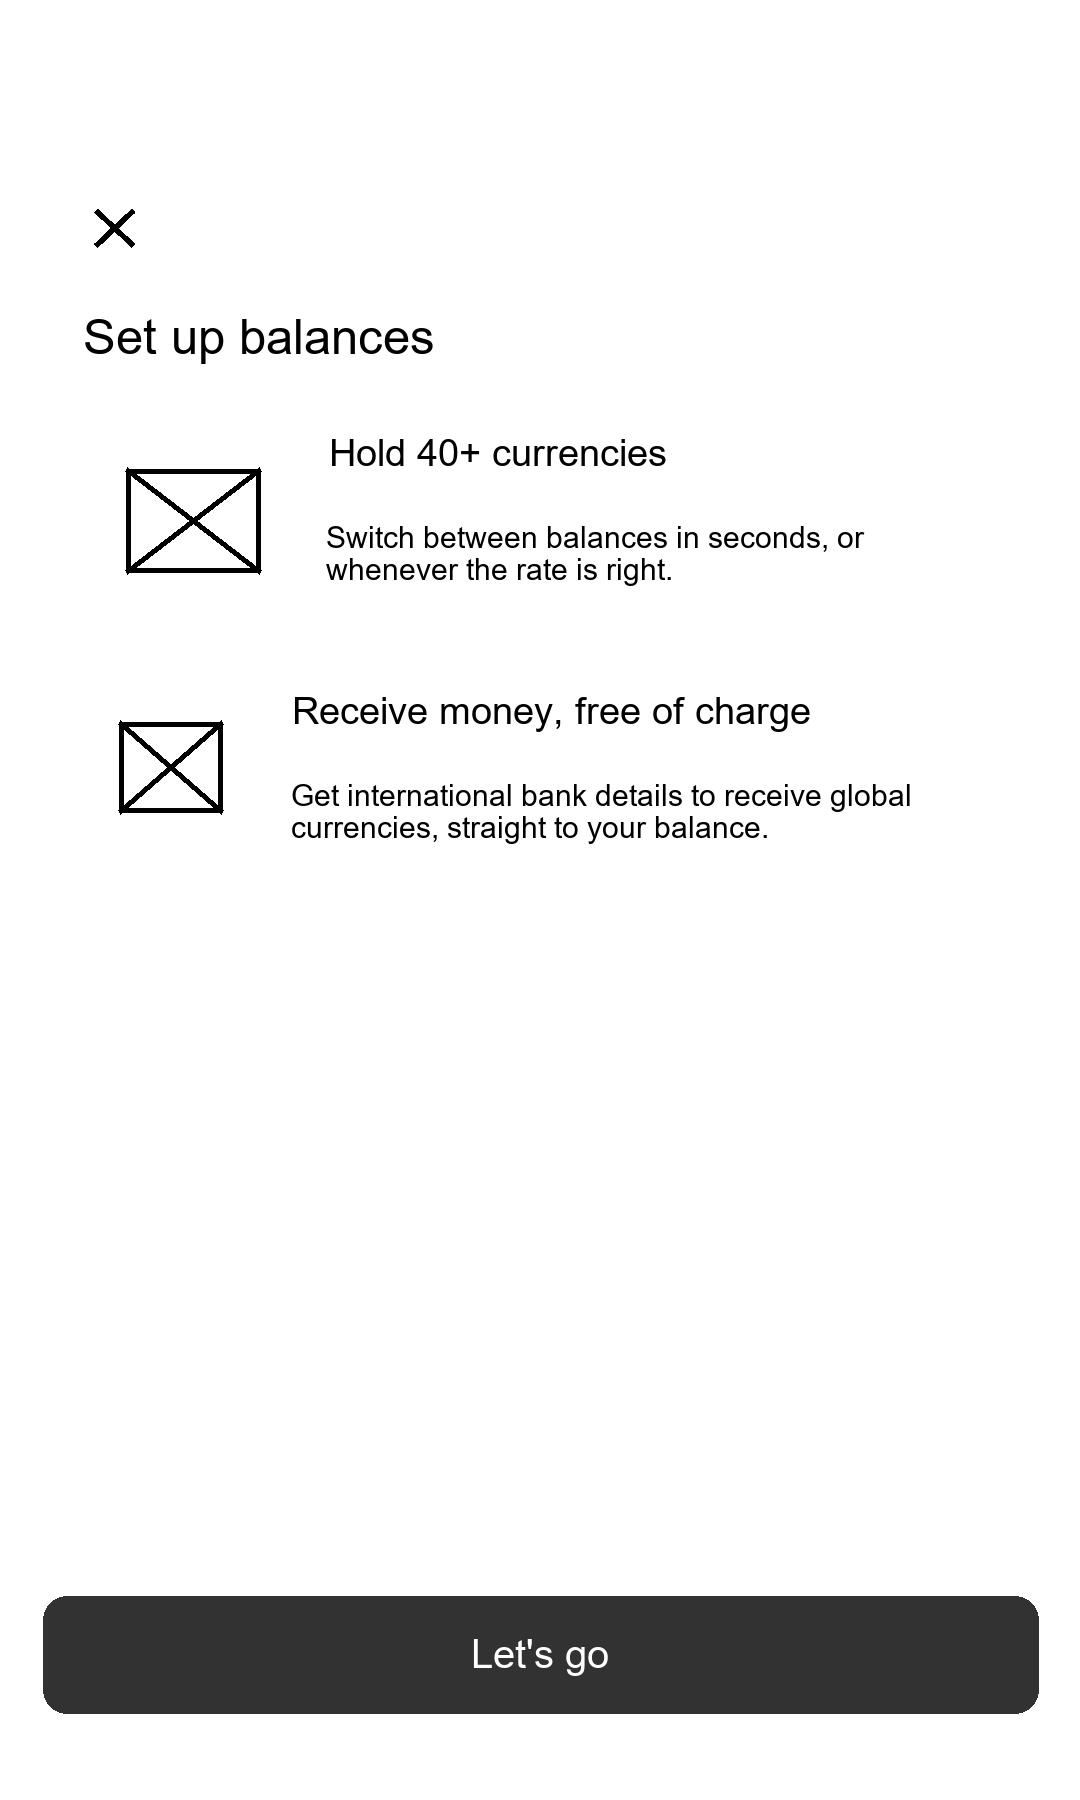 Set up balances
Hold 40+ currencies
Switch between balances in seconds, or
whenever the rate is right.
Receive money, free of charge
Get international bank details to receive global
currencies, straight to your balance.
Let's go